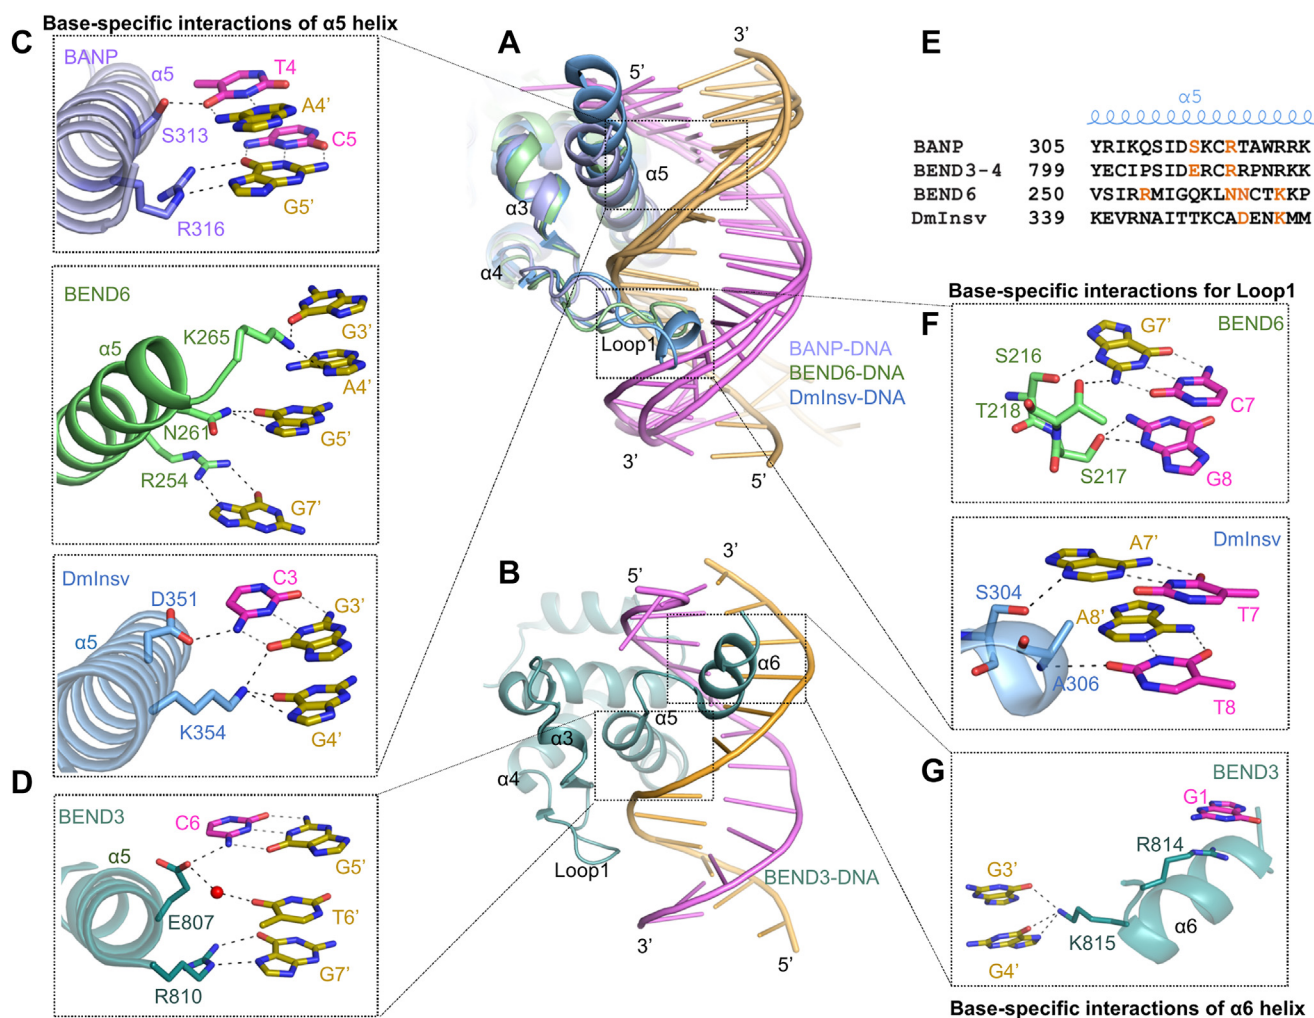 Base-specific interactions of α5 helix
C
BANP
α5
T4
A4’
S313
C5
R316
G5’
BEND6
α5
K265
G3’
A4’
N261
G5’
R254
G7’
DmInsv
C3
D351
G3’
α5
K354
G4’
D
BEND3
C6
α5
G5’
E807
T6’
G7’
R810
A
3’
5’
α5
α3
α4
Loop1
BANP-DNA
BEND6-DNA
DmInsv-DNA
3’
5’
B
3’
5’
α6
α5
α3
α4
Loop1
BEND3-DNA
3’
5’
E
α5
BANP 305 YRIKQSIDSKCRTAWRRK
BEND3-4 799 YECIPSIDERCRRPNRKK
BEND6 250 VSIRRMIGQKLNNCTKKP
DmInsv 339 KEVRNAITTKCADENKMM
Base-specific interactions for Loop1
F
G7’
BEND6
S216
T218
C7
S217
G8
A7’
DmInsv
S304
A8’
T7
A306
T8
G
BEND3
G1
R814
G3’
α6
K815
G4’
Base-specific interactions of α6 helix